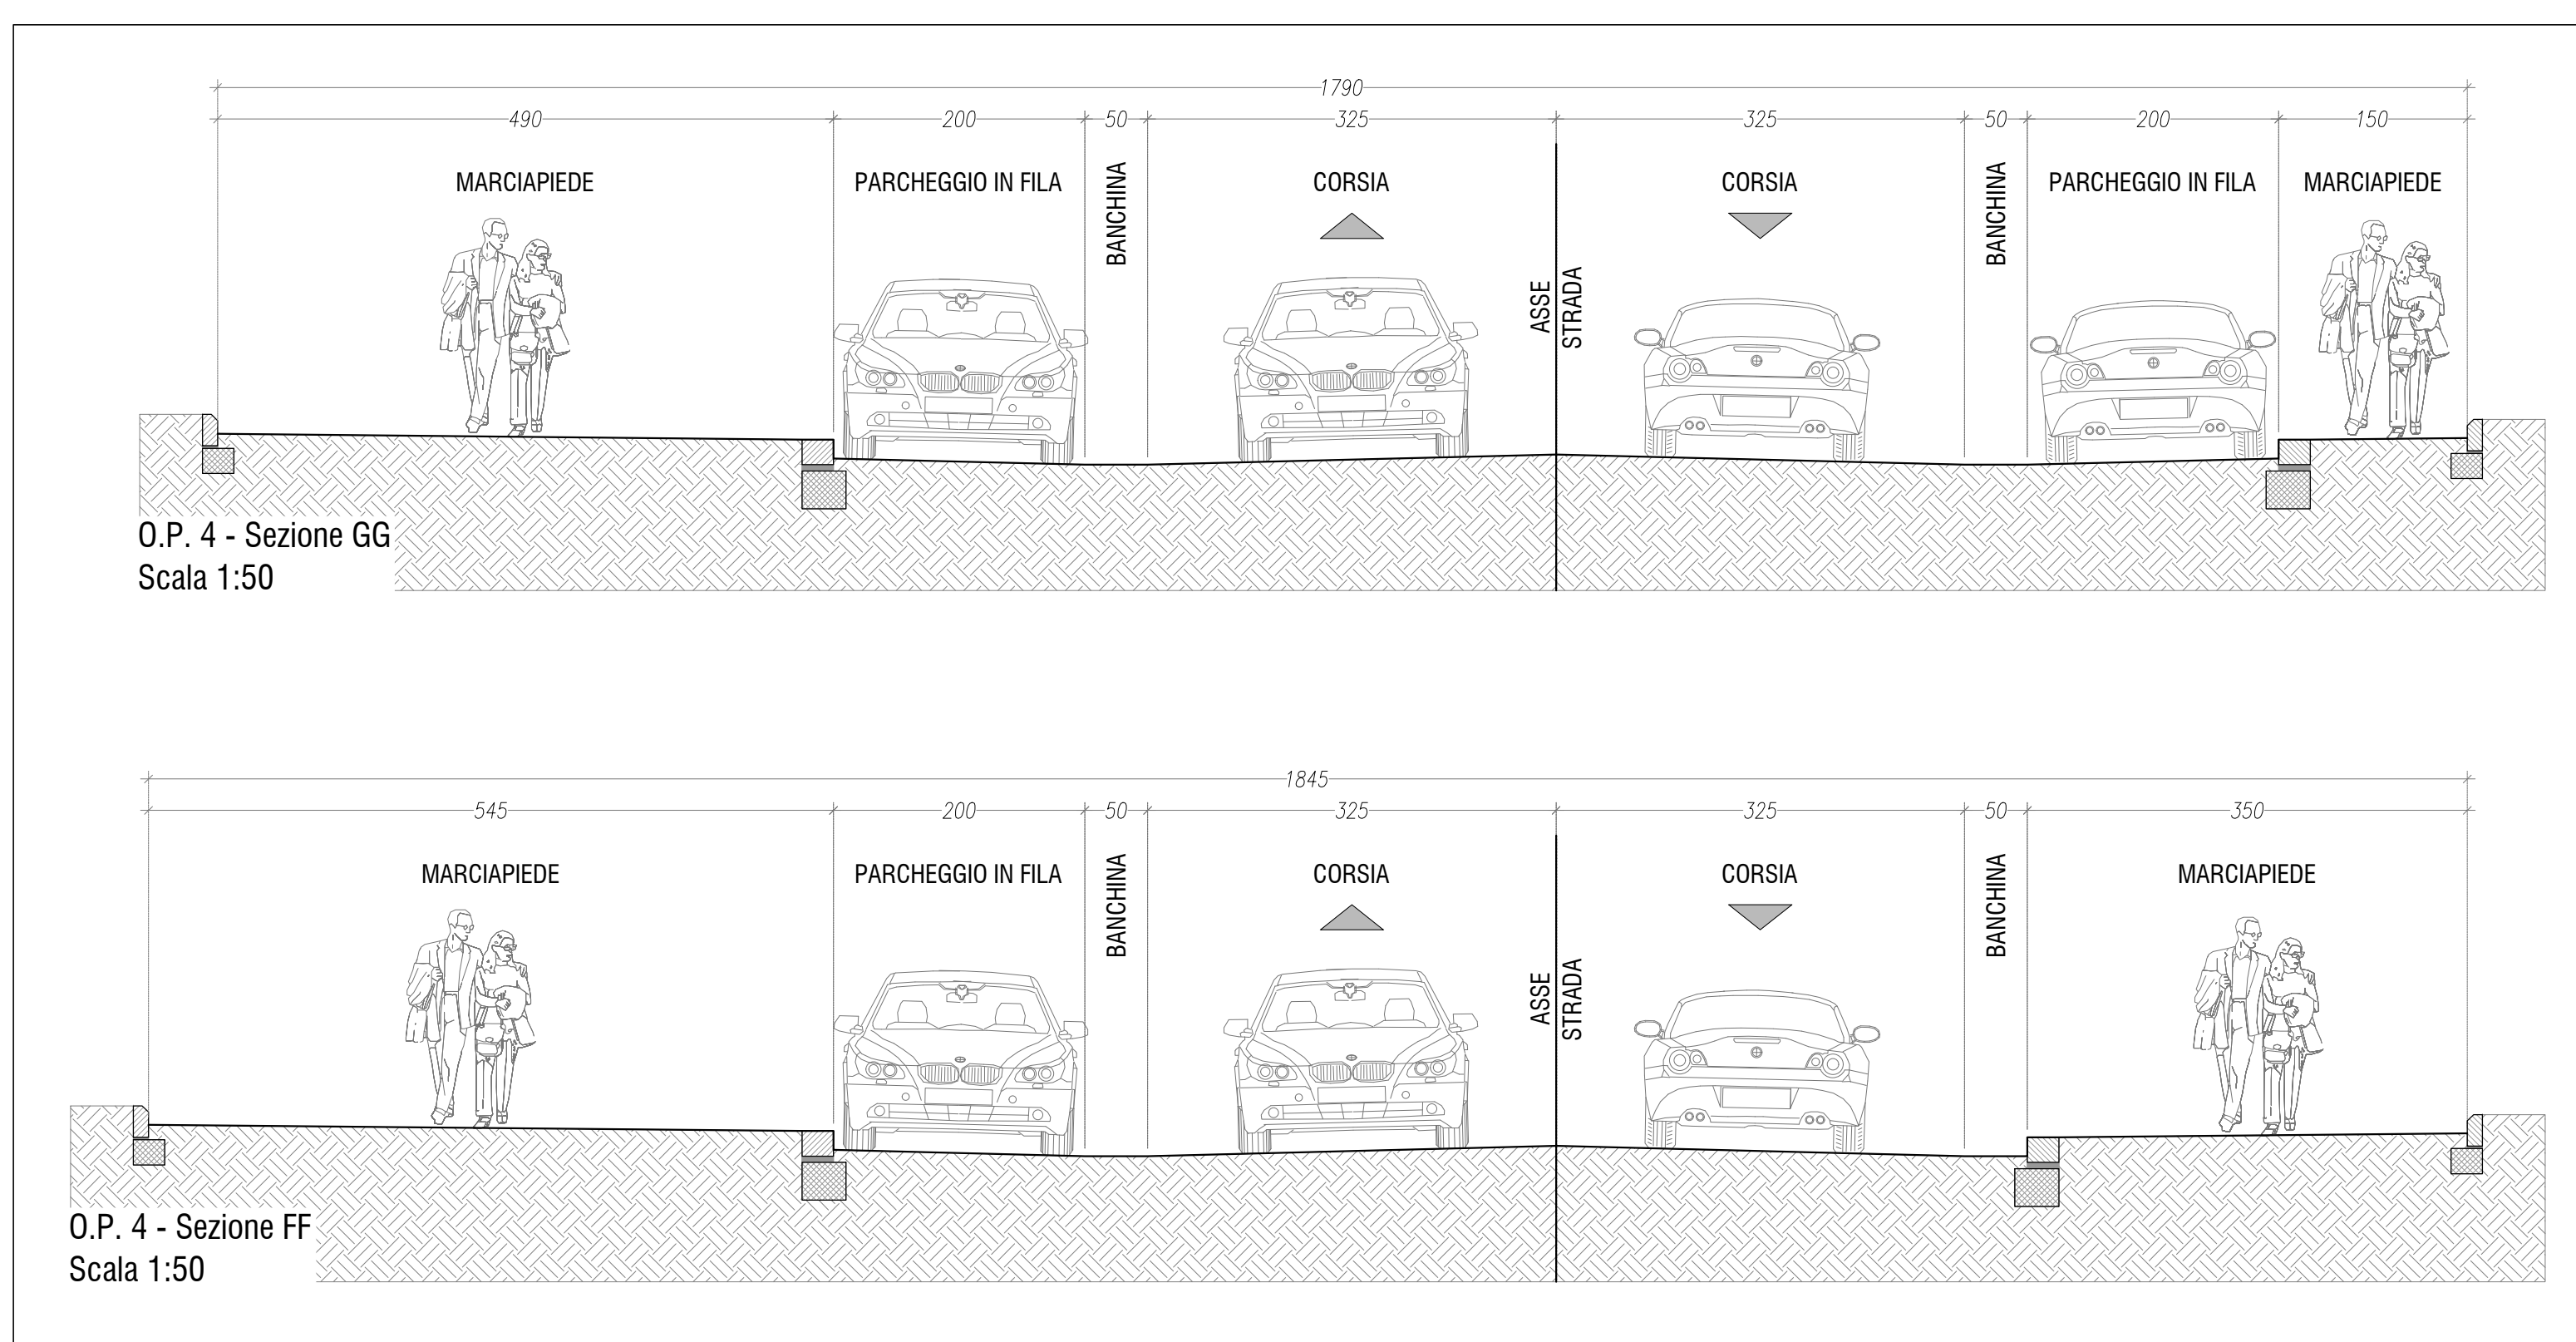 1790
490 200 50 325 325 50 200 150
MARCIAPIEDE PARCHEGGIO IN FILA BANCHINA CORSIA CORSIA BANCHINA PARCHEGGIO IN FILA MARCIAPIEDE
ASSE
STRADA
O.P. 4 - Sezione GG
Scala 1:50
1845
545 200 50 325 325 50 350
MARCIAPIEDE PARCHEGGIO IN FILA BANCHINA CORSIA CORSIA BANCHINA MARCIAPIEDE
ASSE
STRADA
O.P. 4 - Sezione FF
Scala 1:50